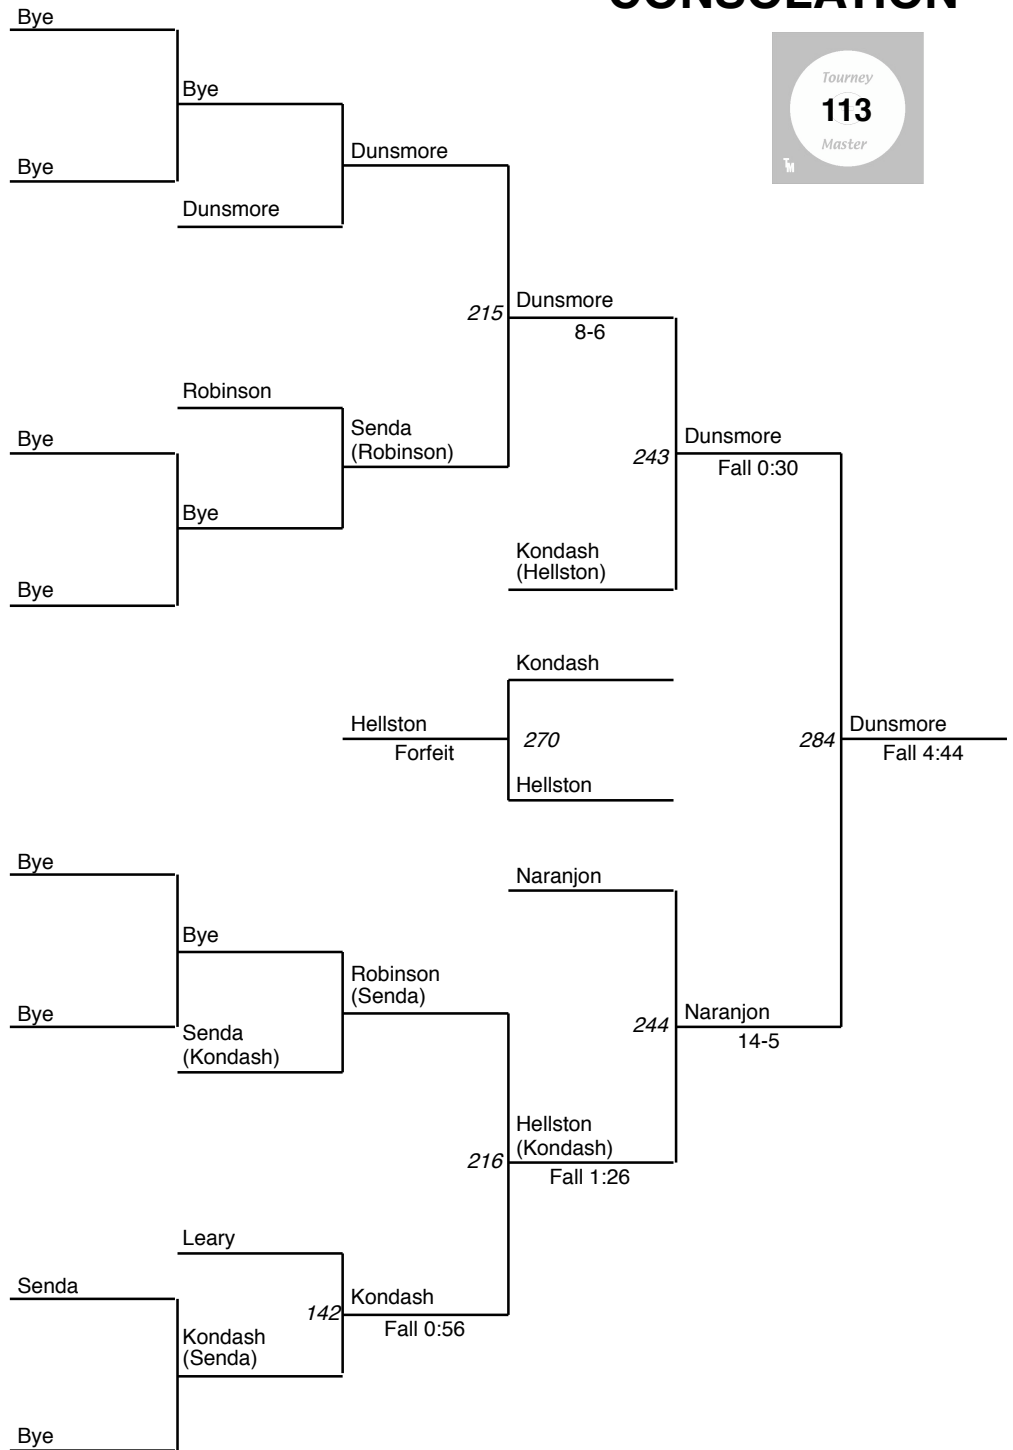 CONSOLATION
Bye
Tourney
113
Master
TM
Bye
Dunsmore
Bye
Dunsmore
Dunsmore
215
8-6
Robinson
Senda
(Robinson)
Bye
Dunsmore
243
Fall 0:30
Bye
Kondash
(Hellston)
Bye
Kondash
Hellston
Forfeit
270
284
Dunsmore
Fall 4:44
Hellston
Bye
Naranjon
Bye
Robinson
(Senda)
Bye
Senda
(Kondash)
244
Naranjon
14-5
Hellston
(Kondash)
216
Fall 1:26
Leary
Senda
142
Kondash
Fall 0:56
Kondash
(Senda)
Bye